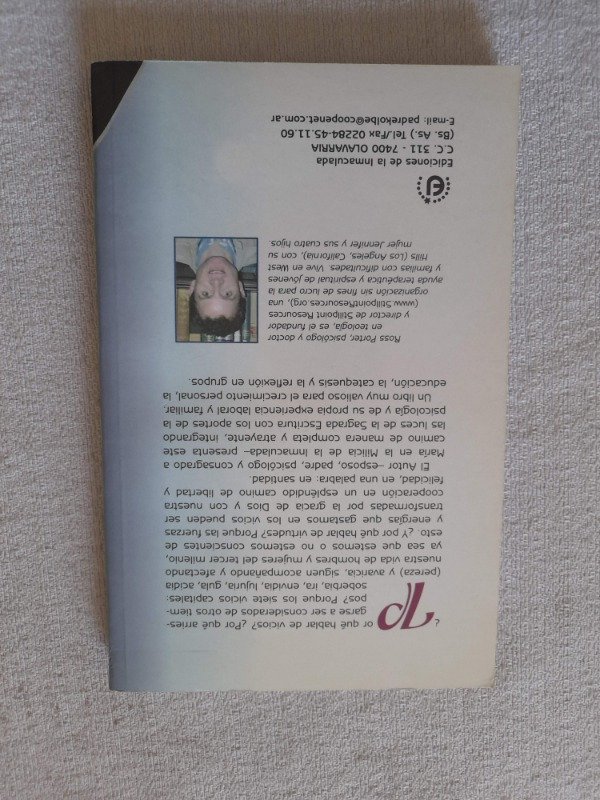 ¿Por qué hablar de vicios? ¿Por qué arries-
garse a ser considerados de otros tiem-
pos? Porque los siete vicios capitales:
soberbia, ira, envidia, lujuria, gula, acidia
(pereza) y avaricia, siguen acompañando y afectando
nuestra vida de hombres y mujeres del tercer milenio,
ya sea que estemos o no estemos conscientes de
esto. ¿Y por qué hablar de virtudes? Porque las fuerzas
y energías que gastamos en los vicios pueden ser
transformadas por la gracia de Dios y con nuestra
cooperación en un espléndido camino de libertad y
felicidad, en una palabra: en santidad.
El Autor –esposo, padre, psicólogo y consagrado a
María en la Milicia de la Inmaculada– presenta este
camino de manera completa y atrayente, integrando
las luces de la Sagrada Escritura con los aportes de la
psicología y de su propia experiencia laboral y familiar.
Un libro muy valioso para el crecimiento personal, la
educación, la catequesis y la reflexión en grupos.
Ross Porter, psicólogo y doctor
en teología, es el fundador
y director de Stillpoint Resources
(www.StillpointResources.org), una
organización sin fines de lucro para la
ayuda terapéutica y espiritual de jóvenes
y familias con dificultades. Vive en West
Hills (Los Angeles, California), con su
mujer Jennifer y sus cuatro hijos.
EI
Ediciones de la Inmaculada
C.C. 311 - 7400 OLAVARRIA
(Bs. As.) Tel./Fax 02284-45.11.60
E-mail: padrekolbe@coopenet.com.ar